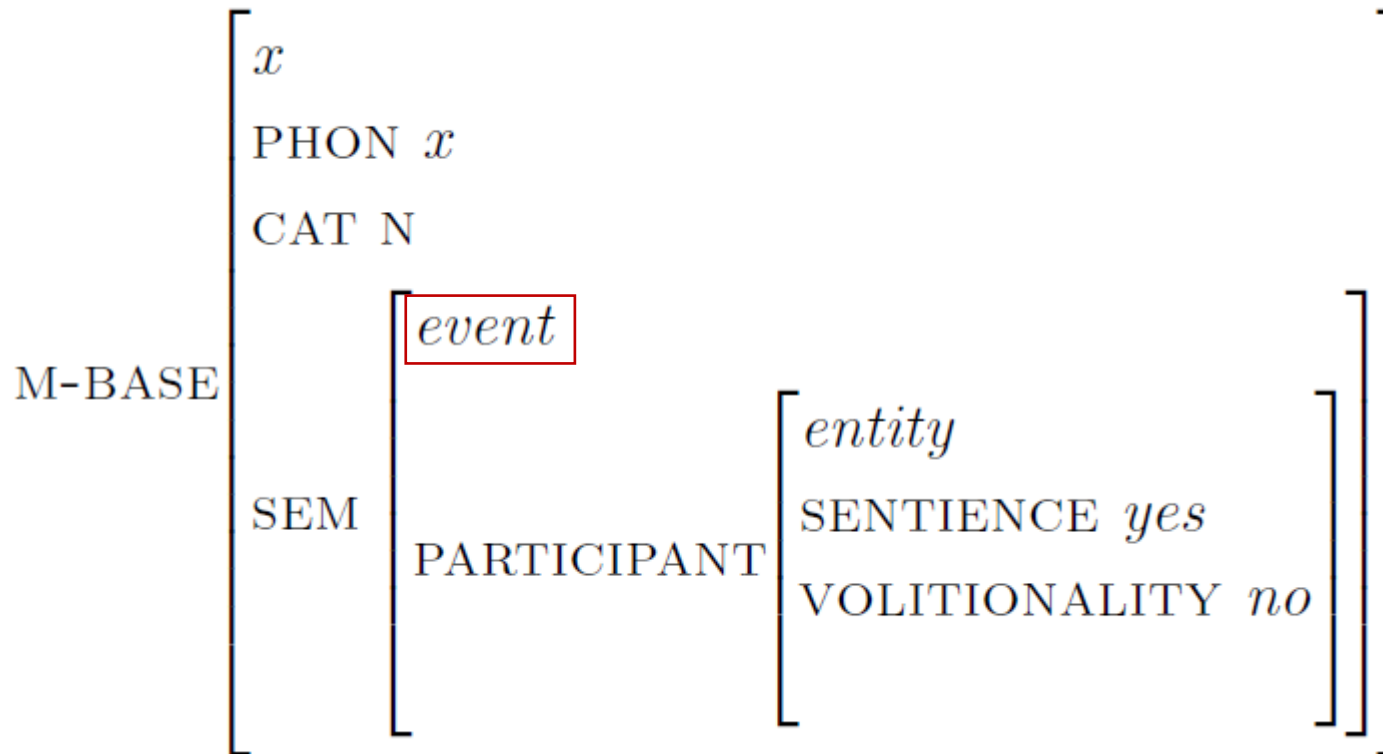 x
PHON x
CAT N
event
entity
M-BASE
SEM
SENTIENCE yes
PARTICIPANT
VOLITIONALITY no